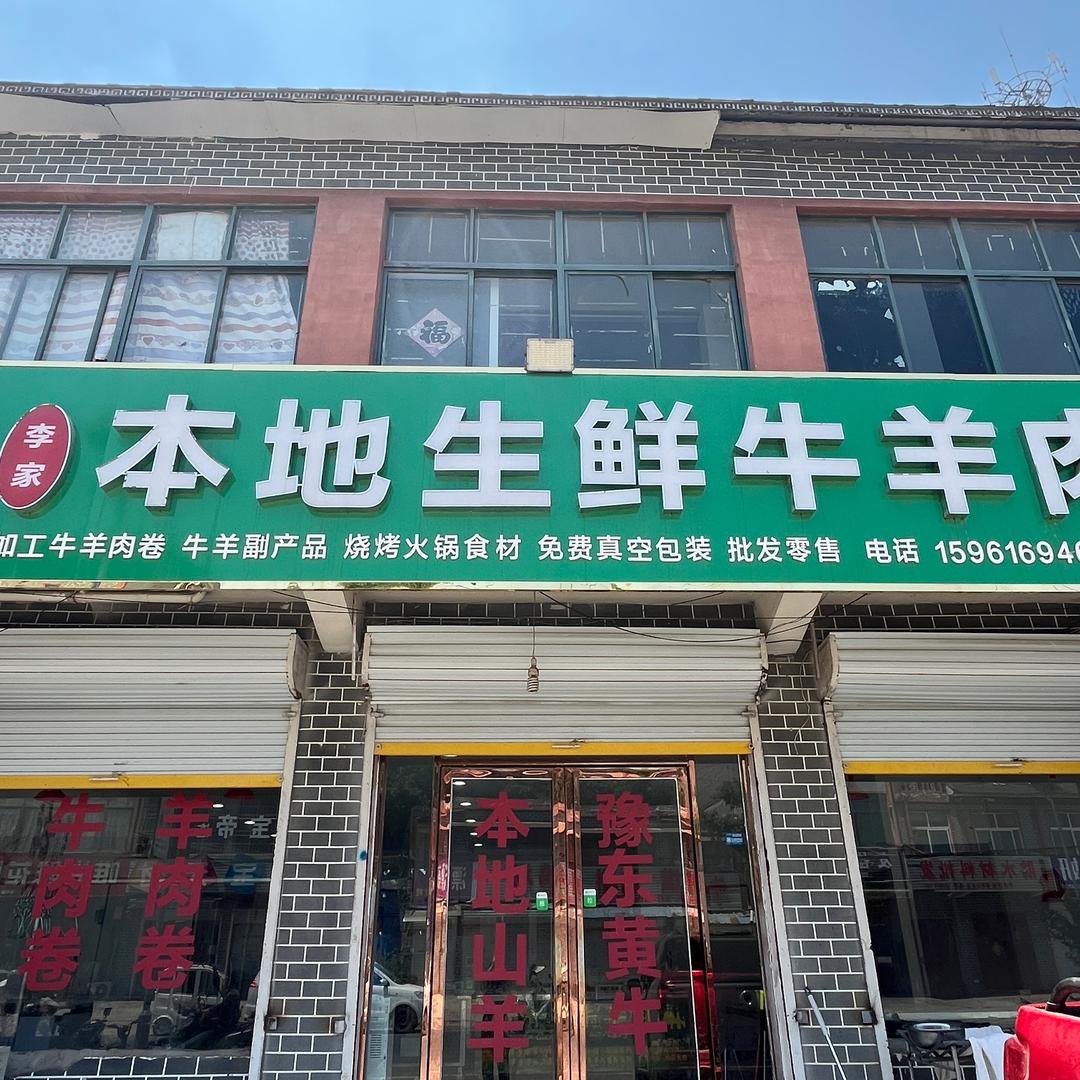 福
李家
本地生鲜牛羊肉
加工牛羊肉卷 牛羊副产品 烧烤火锅食材 免费真空包装 批发零售 电话 159616946
牛肉卷
羊肉卷
本地山羊
豫东黄牛